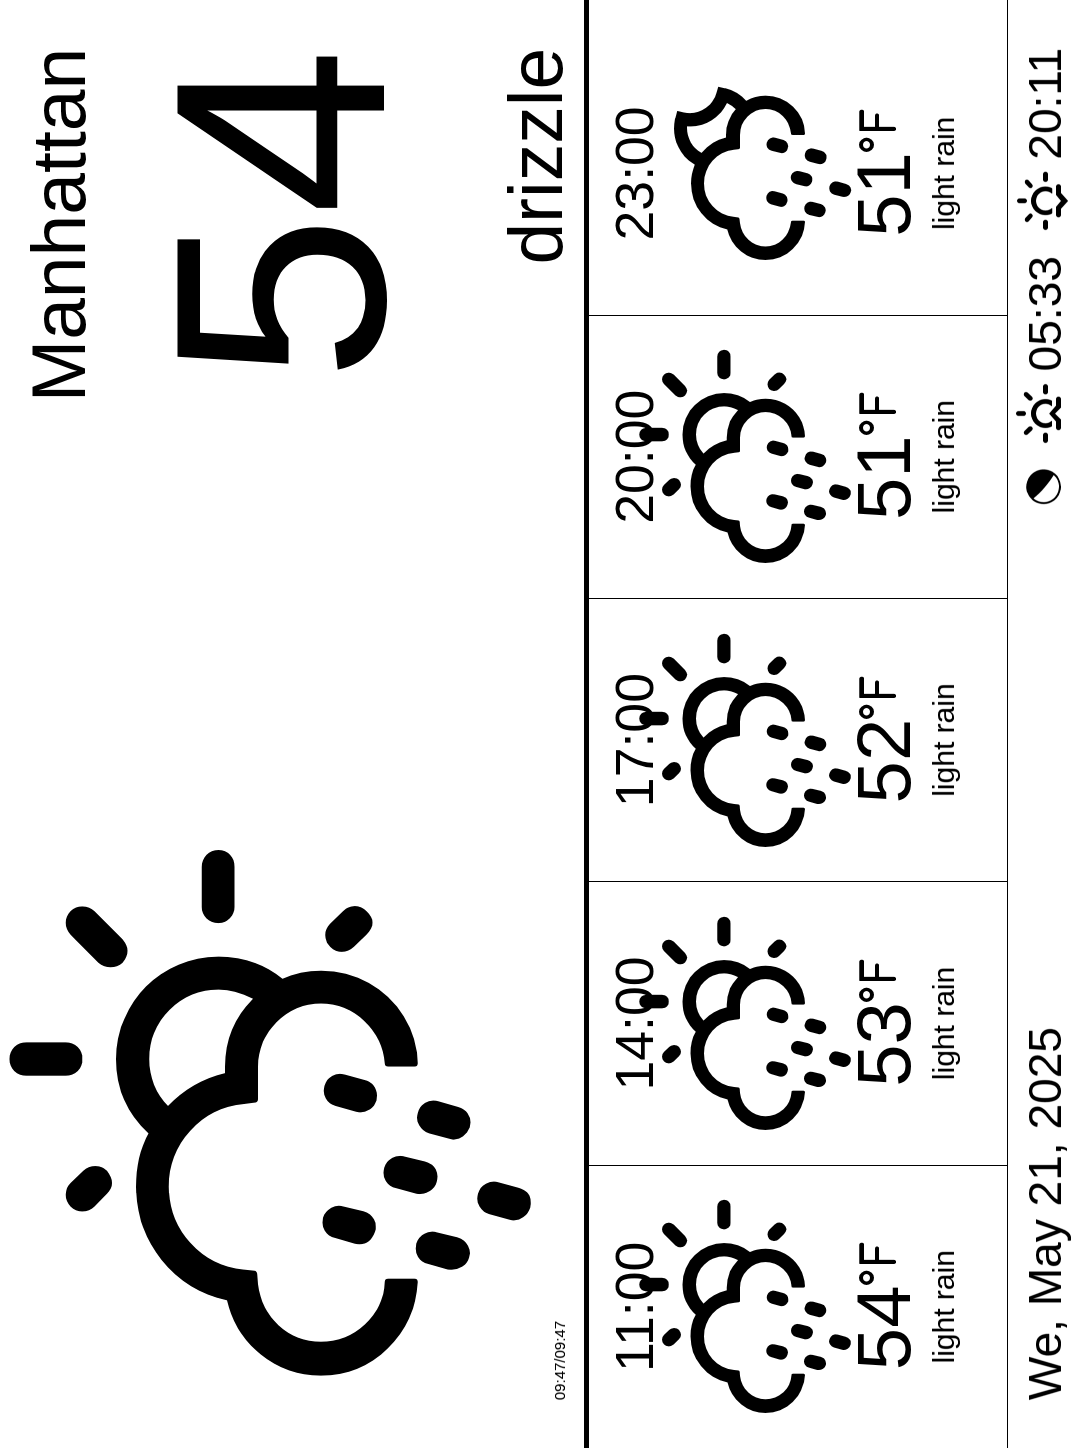 Manhattan
54
drizzle
09:47/09:47
11:00 14:00 17:00 20:00 23:00
54°F 53°F 52°F 51°F 51°F
light rain light rain light rain light rain light rain
We, May 21, 2025 05:33 20:11